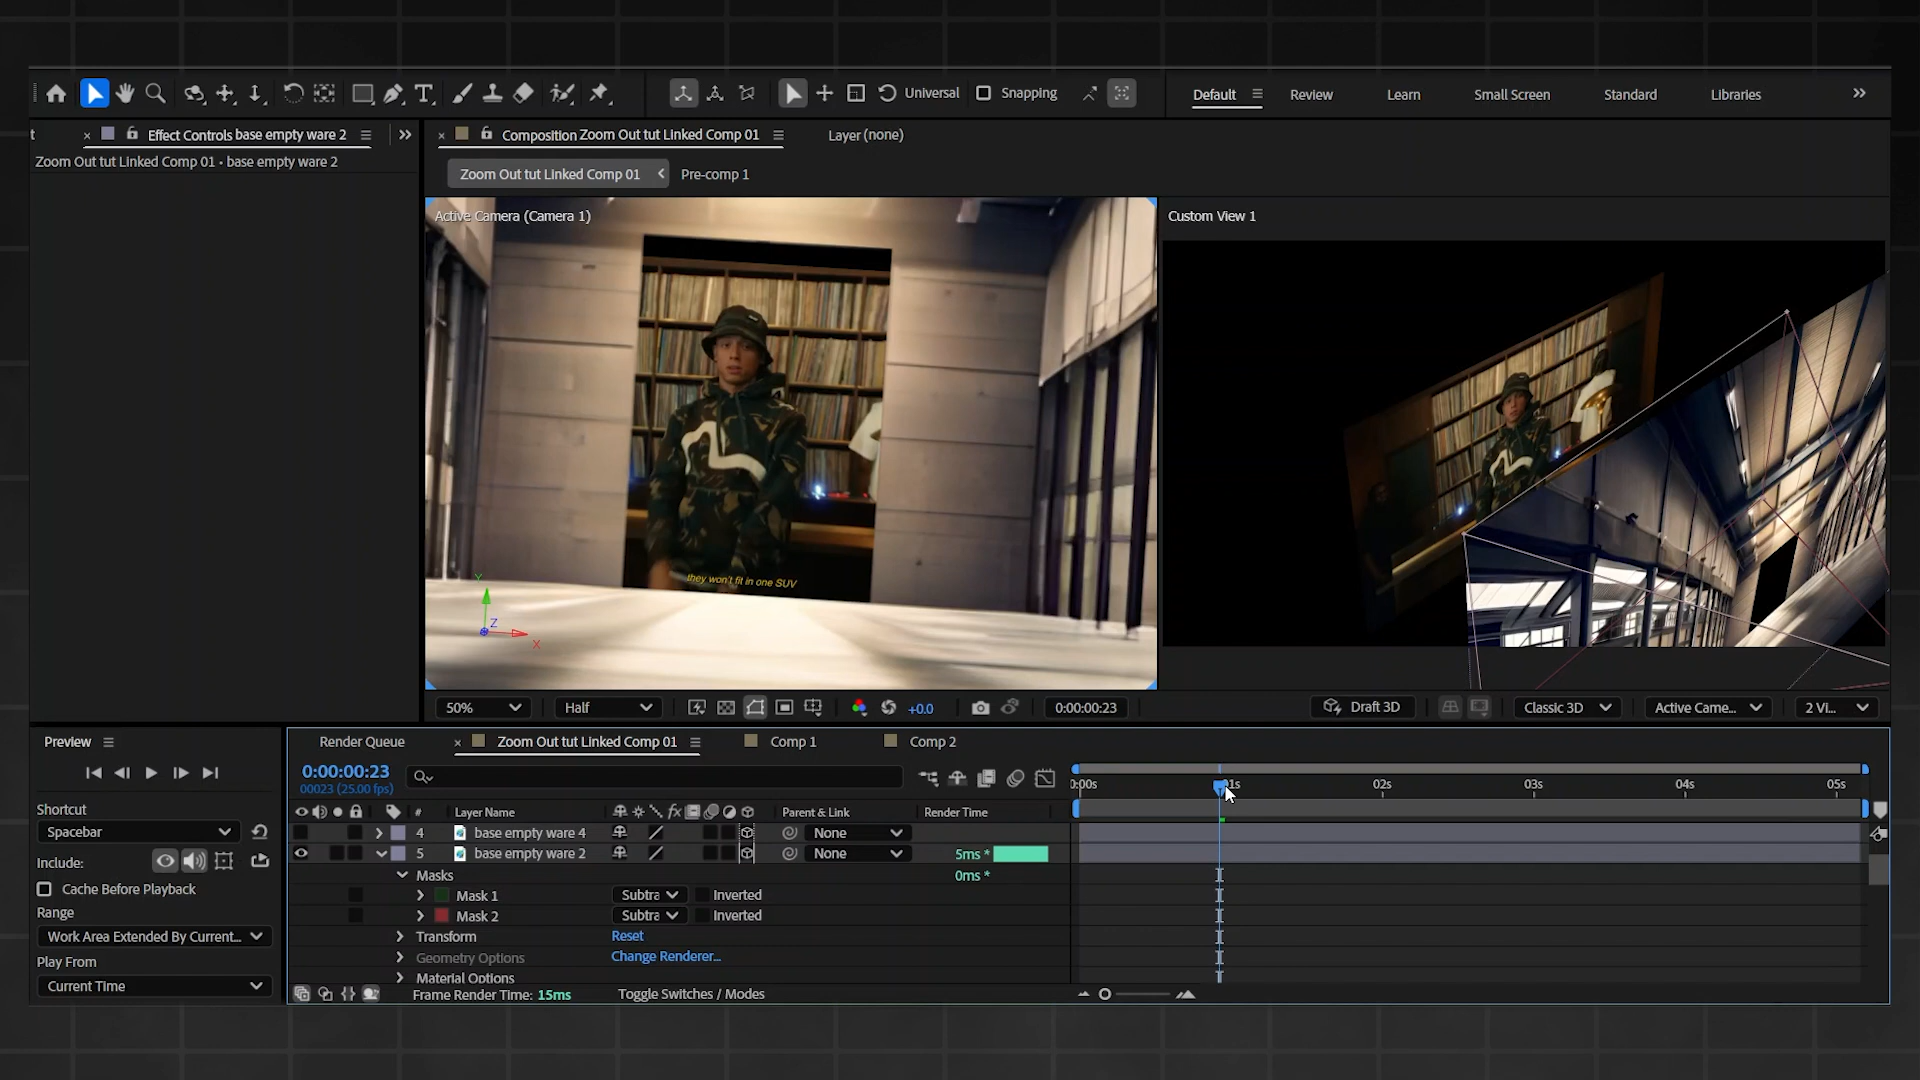 Universal
Snapping
Default
Review
Learn
Small Screen
Standard
Libraries
t
Effect Controls base empty ware 2
Composition Zoom Out tut Linked Comp 01
Layer (none)
Zoom Out tut Linked Comp 01 • base empty ware 2
Zoom Out tut Linked Comp 01
Pre-comp 1
Active Camera (Camera 1)
Custom View 1
they won't fit in one SUV
Y
Z
X
50%
Half
+0.0
0:00:00:23
Draft 3D
Classic 3D
Active Came...
2 Vi...
Preview
Render Queue
Zoom Out tut Linked Comp 01
Comp 1
Comp 2
0:00:00:23
00023 (25.00 fps)
0:00s
01s
02s
03s
04s
05s
Shortcut
Spacebar
Include:
Cache Before Playback
Range
Work Area Extended By Current...
Play From
Current Time
#
Layer Name
fx
Parent & Link
Render Time
4
base empty ware 4
None
5
base empty ware 2
None
5ms *
Masks
0ms *
Mask 1
Subtra
Inverted
Mask 2
Subtra
Inverted
Transform
Reset
Geometry Options
Change Renderer...
Material Options
Frame Render Time: 15ms
Toggle Switches / Modes